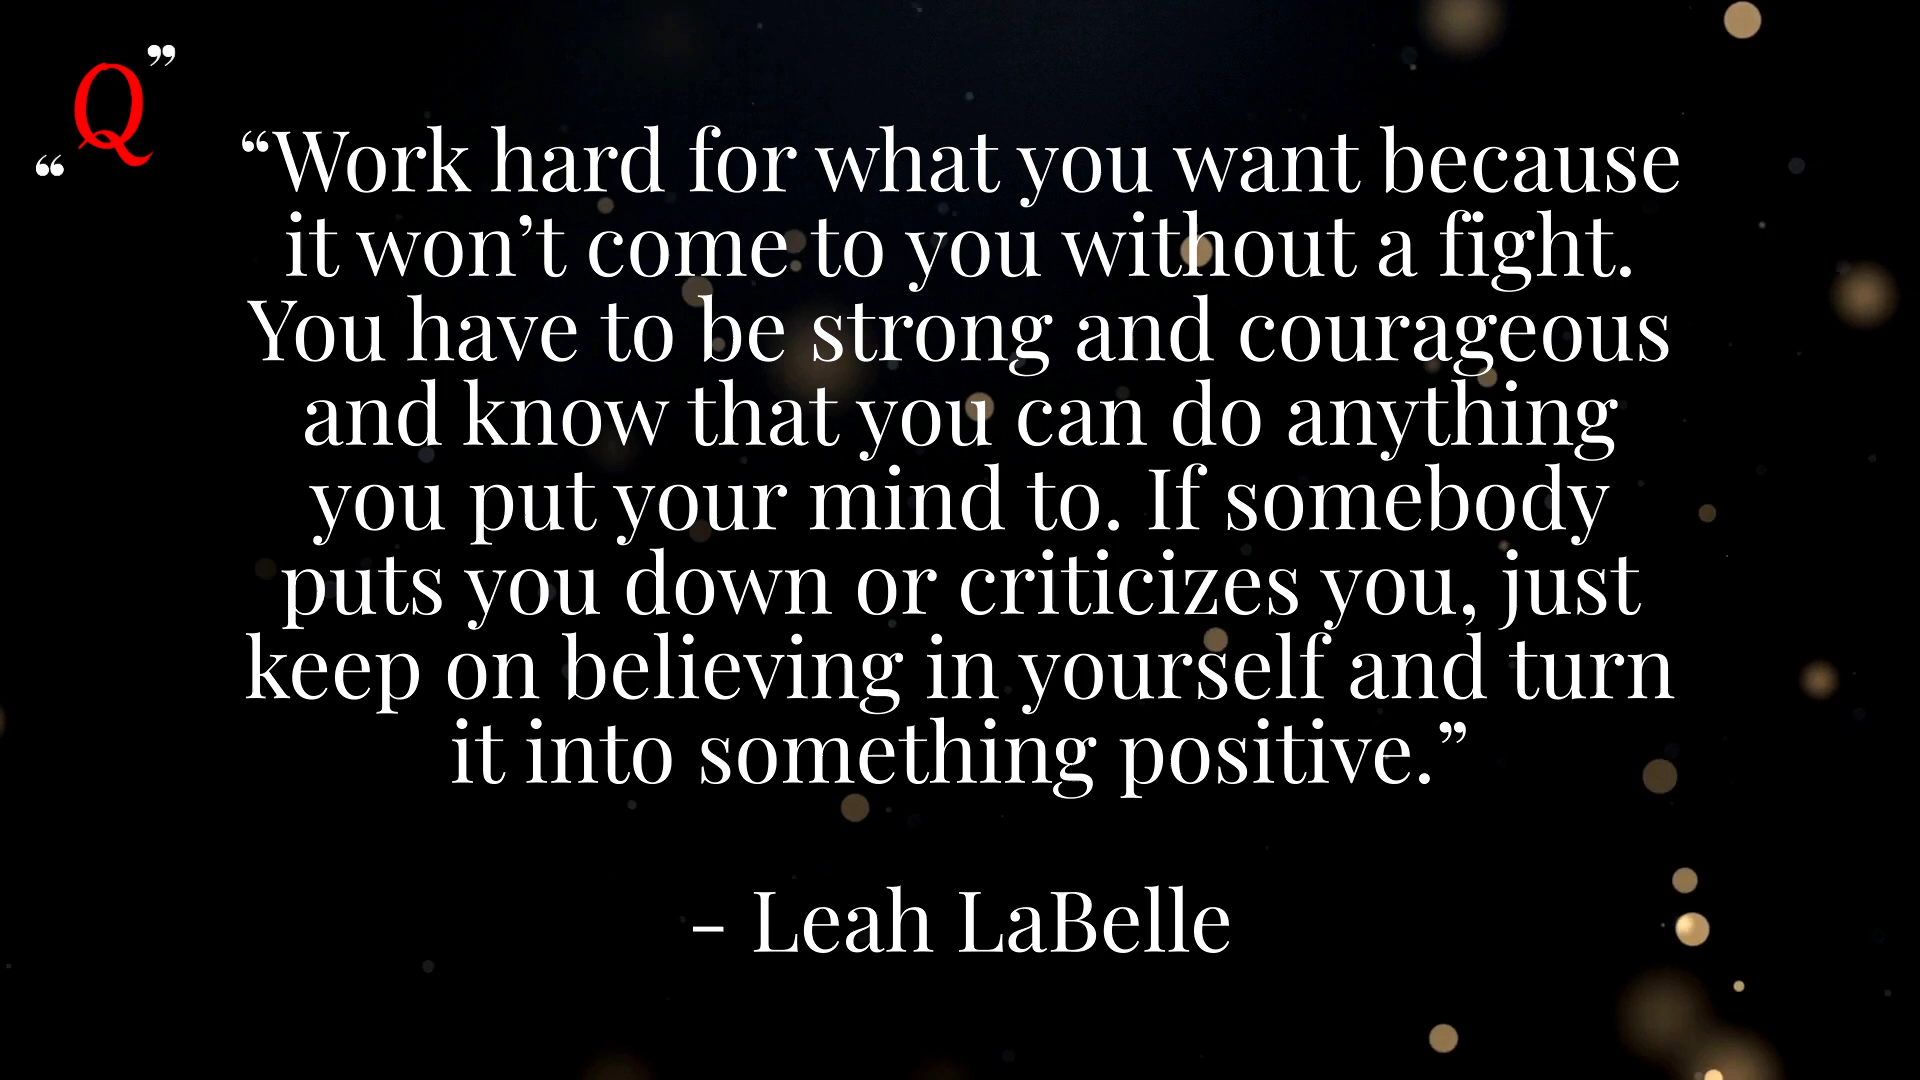 “ Q ”
“Work hard for what you want because
it won’t come to you without a fight.
You have to be strong and courageous
and know that you can do anything
you put your mind to. If somebody
puts you down or criticizes you, just
keep on believing in yourself and turn
it into something positive.”
- Leah LaBelle